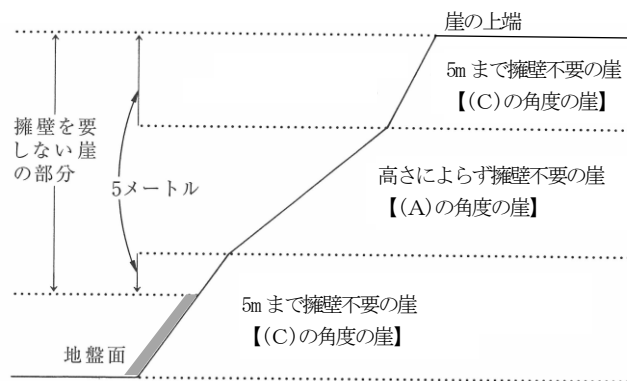 崖の上端
5m まで擁壁不要の崖
【(C)の角度の崖】
擁壁を要
しない崖
の部分
5メートル
高さによらず擁壁不要の崖
【(A)の角度の崖】
5m まで擁壁不要の崖
【(C)の角度の崖】
地盤面